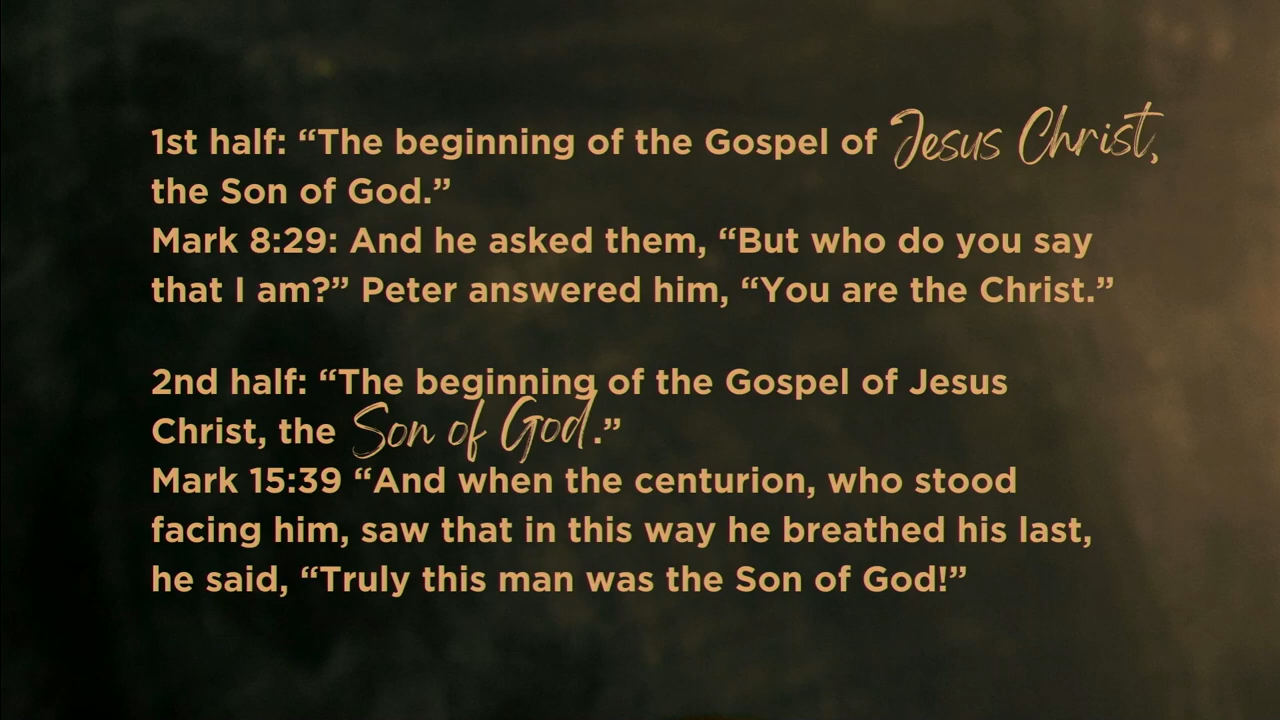 1st half: “The beginning of the Gospel of Jesus Christ,
the Son of God.”
Mark 8:29: And he asked them, “But who do you say
that I am?” Peter answered him, “You are the Christ.”
2nd half: “The beginning of the Gospel of Jesus
Christ, the Son of God.”
Mark 15:39 “And when the centurion, who stood
facing him, saw that in this way he breathed his last,
he said, “Truly this man was the Son of God!”